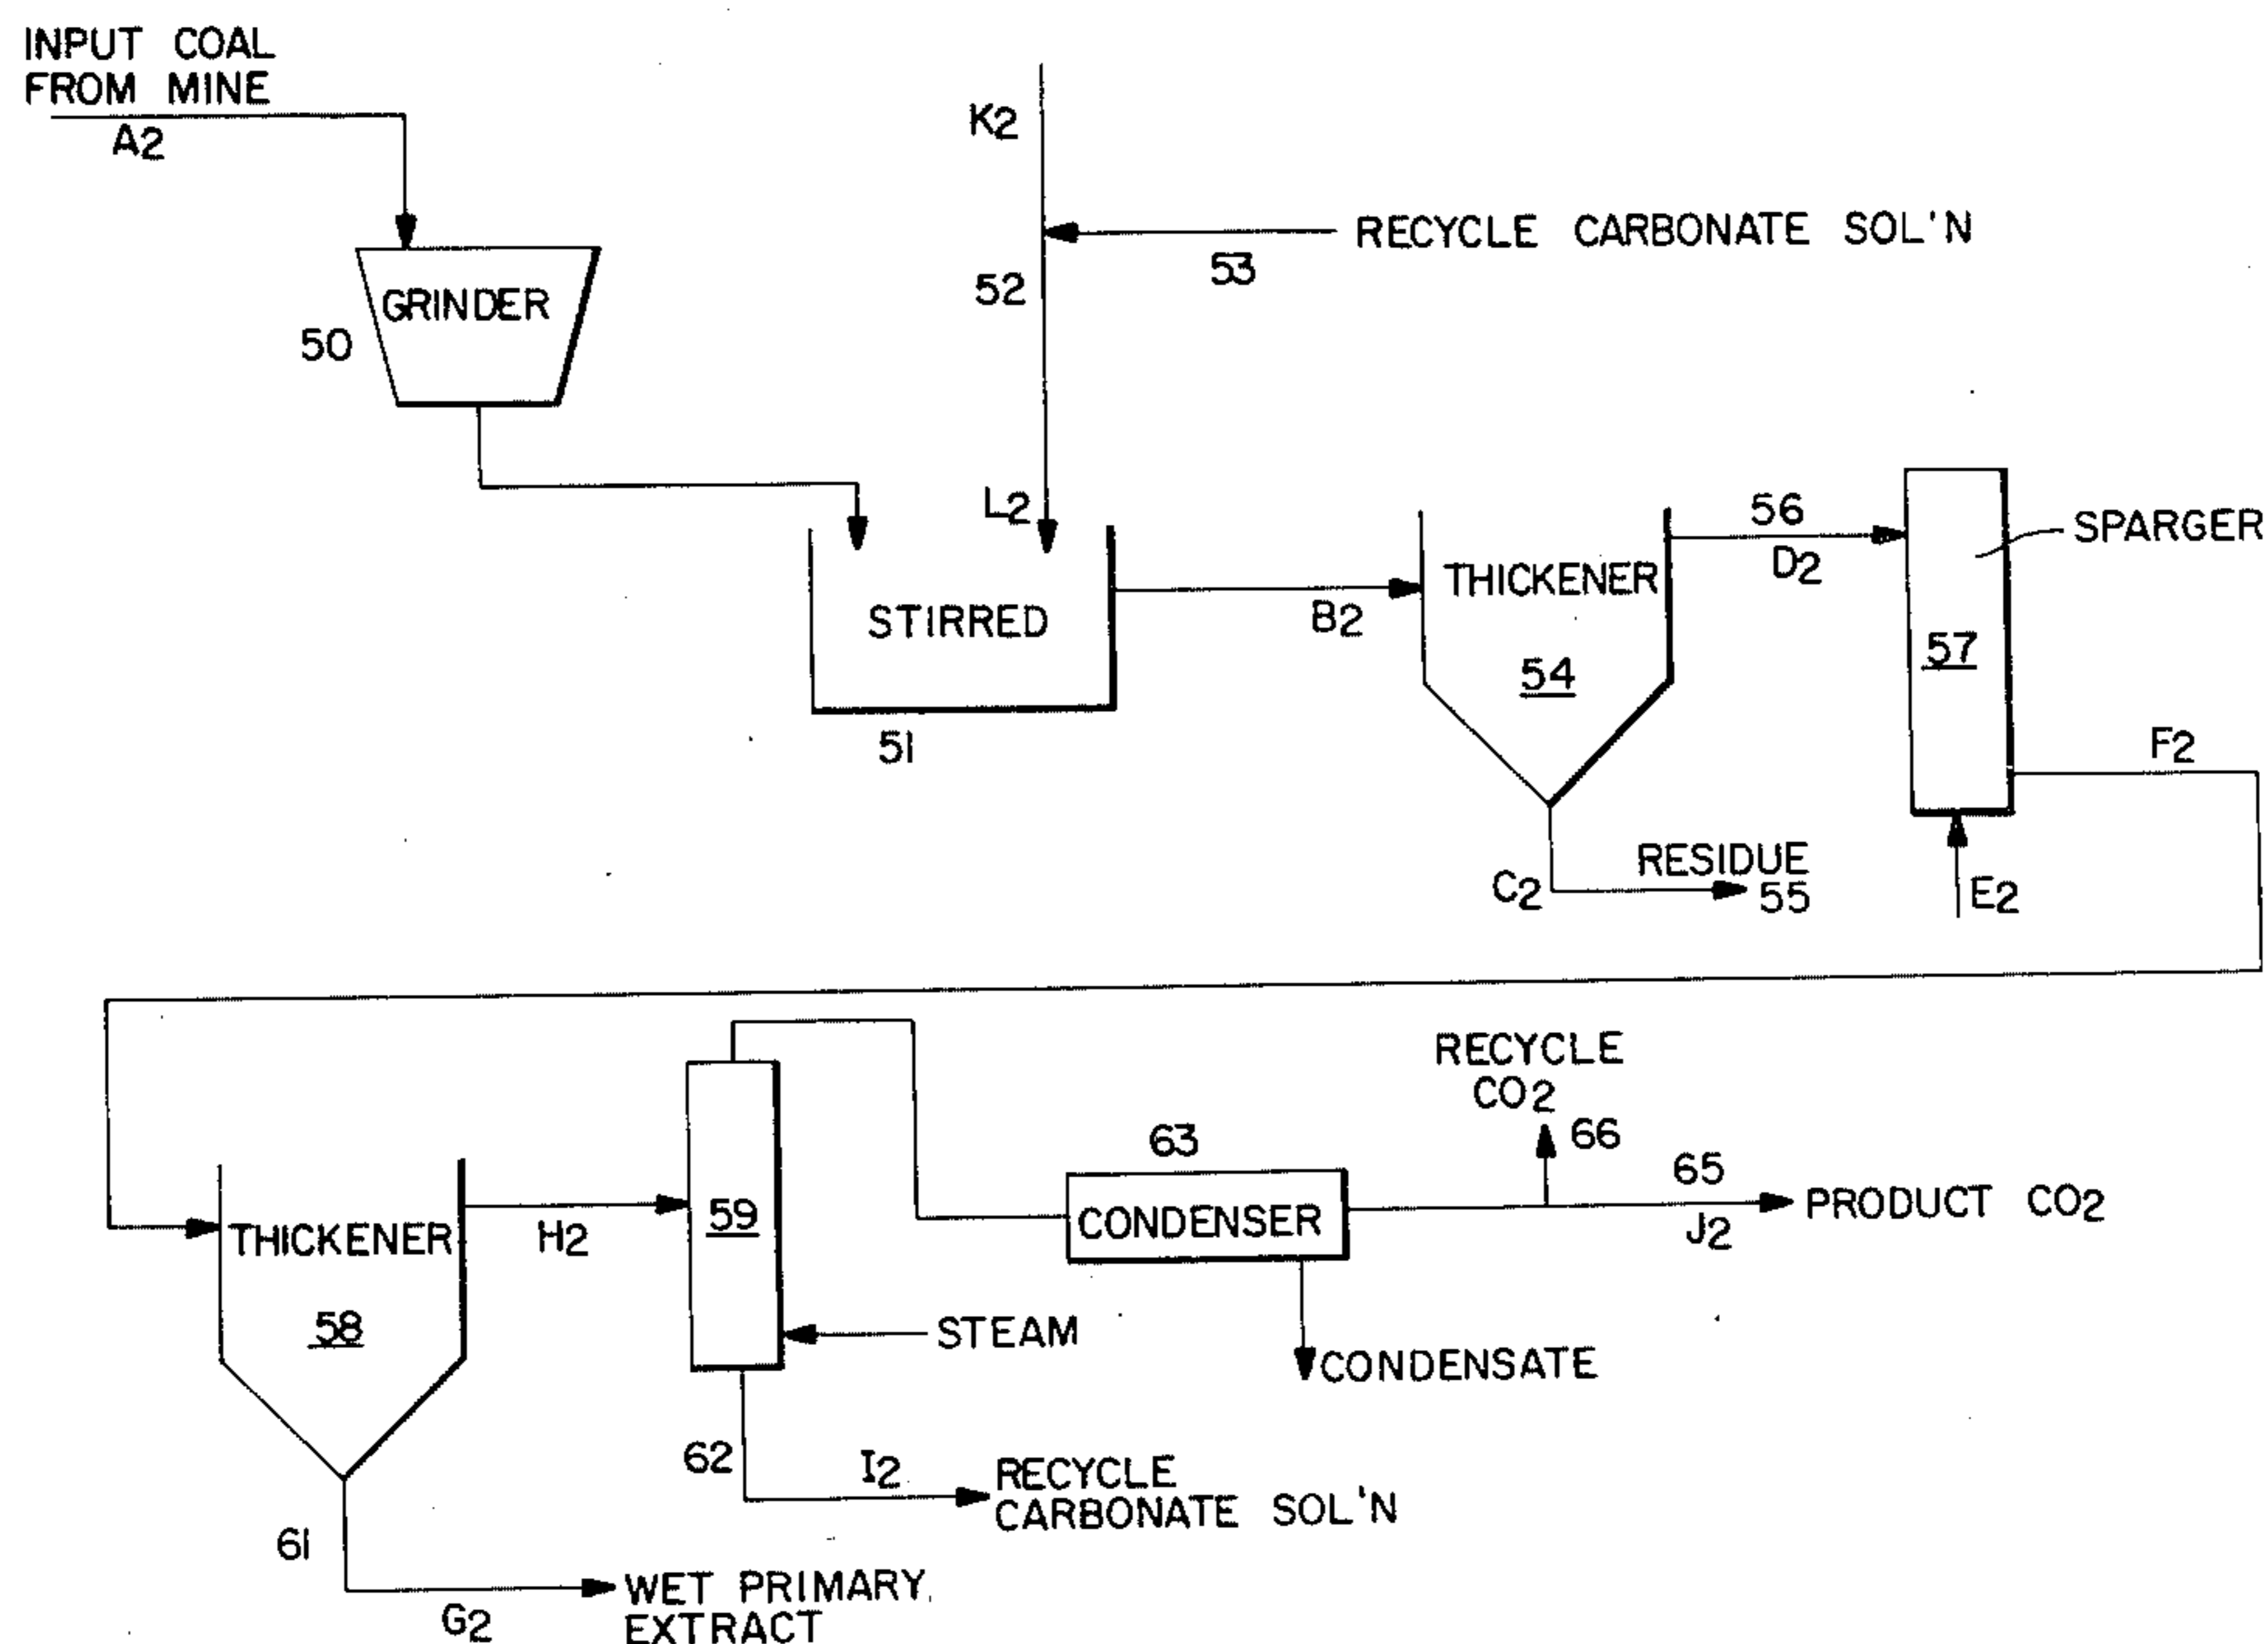 INPUT COAL
FROM MINE
A2
K2
RECYCLE CARBONATE SOL'N
53
52
GRINDER
50
L2
STIRRED
51
B2
THICKENER
54
56
D2
SPARGER
57
F2
C2
RESIDUE
55
E2
THICKENER
58
H2
59
STEAM
63
CONDENSER
CONDENSATE
RECYCLE
CO2
66
65
J2
PRODUCT CO2
62
I2
RECYCLE
CARBONATE SOL'N
61
G2
WET PRIMARY
EXTRACT